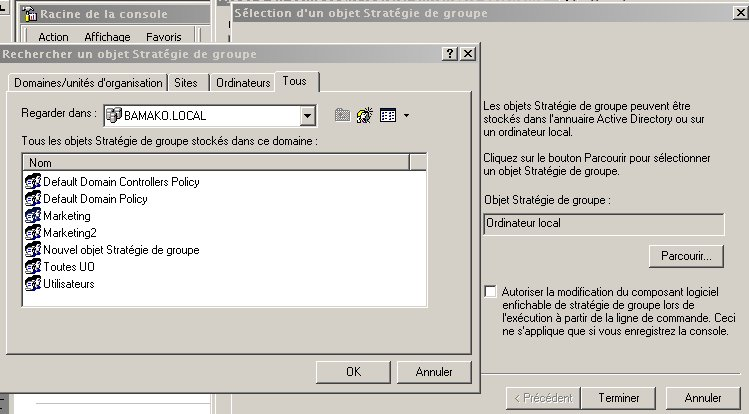 Racine de la console
Action Affichage Favoris
Sélection d'un objet Stratégie de groupe
Rechercher un objet Stratégie de groupe
Domaines/unités d'organisation Sites Ordinateurs Tous
Regarder dans : BAMAKO.LOCAL
Tous les objets Stratégie de groupe stockés dans ce domaine :
Nom
Default Domain Controllers Policy
Default Domain Policy
Marketing
Marketing2
Nouvel objet Stratégie de groupe
Toutes UO
Utilisateurs
OK Annuler
Les objets Stratégie de groupe peuvent être
stockés dans l'annuaire Active Directory ou sur
un ordinateur local.
Cliquez sur le bouton Parcourir pour sélectionner
un objet Stratégie de groupe.
Objet Stratégie de groupe :
Ordinateur local
Parcourir...
Autoriser la modification du composant logiciel
enfichable de stratégie de groupe lors de
l'exécution à partir de la ligne de commande. Ceci
ne s'applique que si vous enregistrez la console.
< Précédent Terminer Annuler